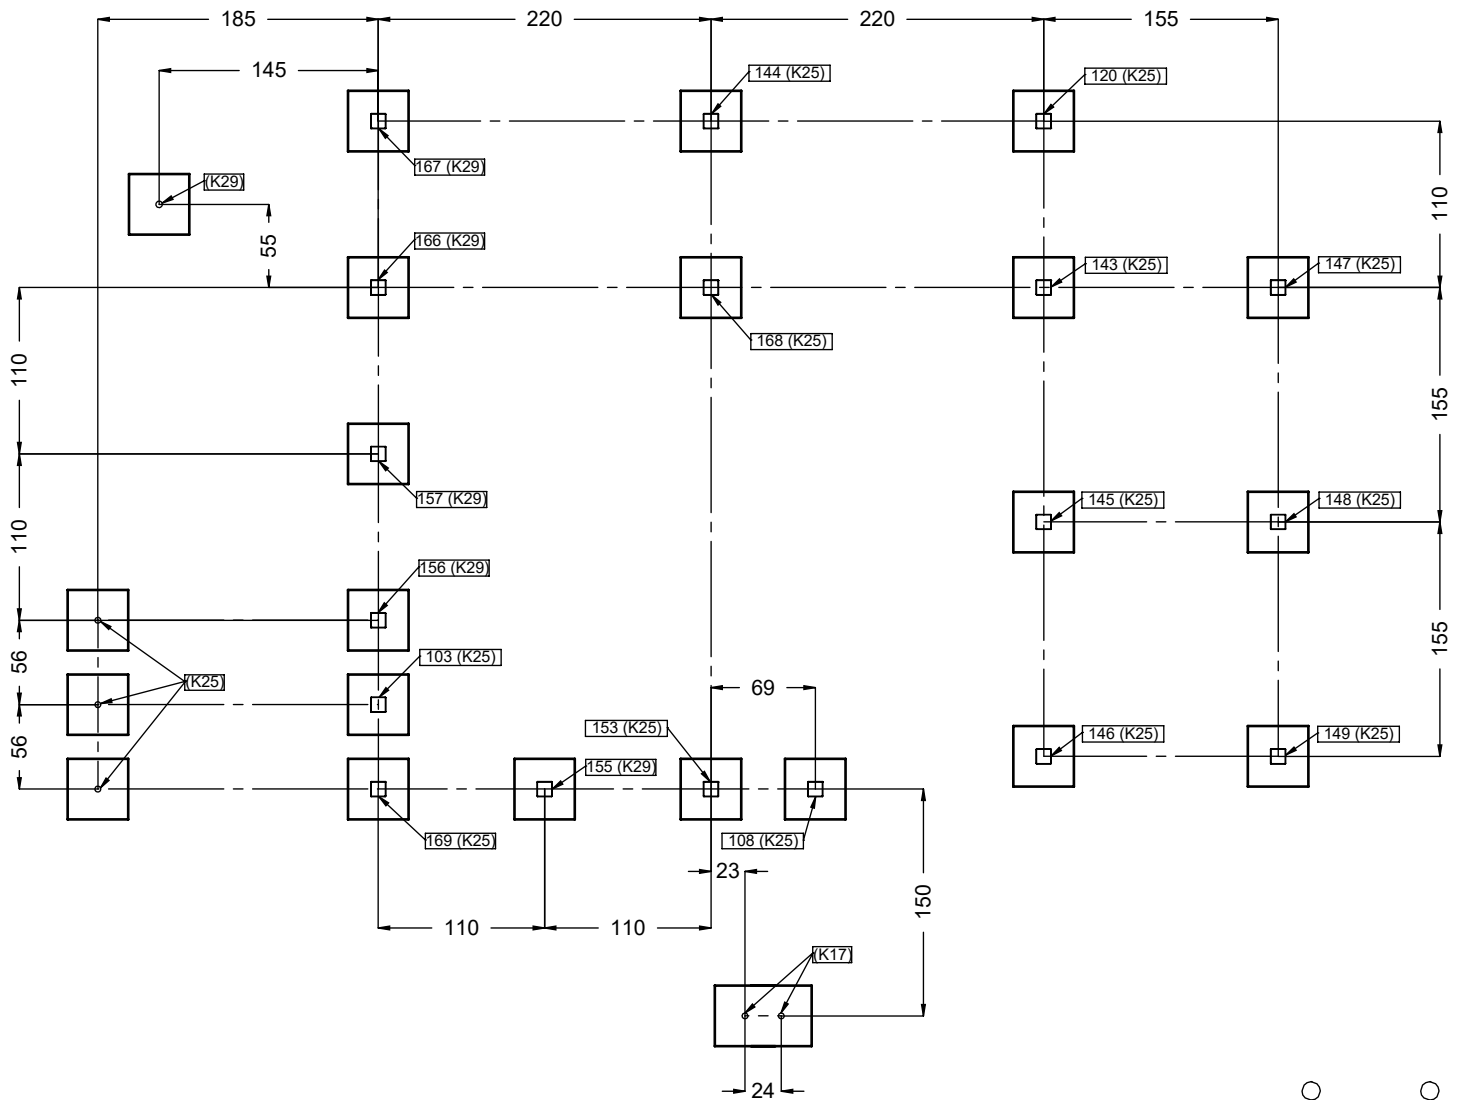 185
220
220
155
145
144 (K25)
120 (K25)
167 (K29)
(K29)
110
55
166 (K29)
143 (K25)
147 (K25)
168 (K25)
110
155
157 (K29)
145 (K25)
148 (K25)
110
156 (K29)
155
103 (K25)
56
(K25)
69
153 (K25)
146 (K25)
149 (K25)
56
155 (K29)
169 (K25)
108 (K25)
23
150
110
110
(K17)
24